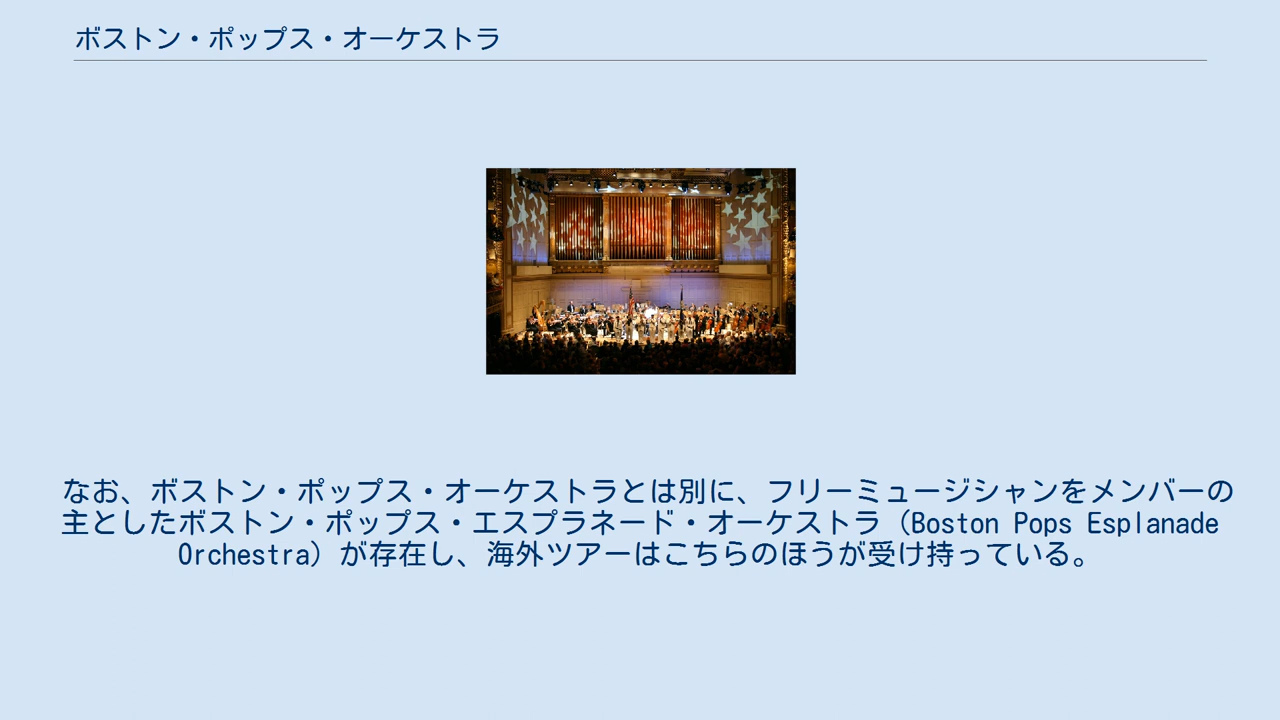 ボストン・ポップス・オーケストラ
なお、ボストン・ポップス・オーケストラとは別に、フリーミュージシャンをメンバーの
主としたボストン・ポップス・エスプラネード・オーケストラ（Boston Pops Esplanade
Orchestra）が存在し、海外ツアーはこちらのほうが受け持っている。